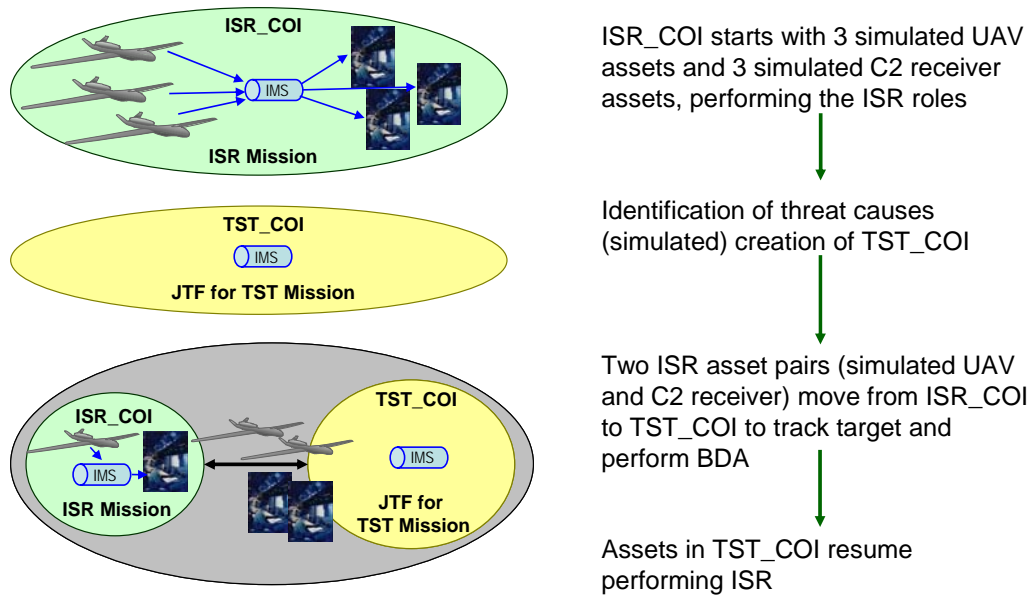 ISR_COI
IMS
ISR Mission
ISR_COI starts with 3 simulated UAV
assets and 3 simulated C2 receiver
assets, performing the ISR roles
TST_COI
IMS
JTF for TST Mission
Identification of threat causes
(simulated) creation of TST_COI
ISR_COI
IMS
ISR Mission
TST_COI
IMS
JTF for
TST Mission
Two ISR asset pairs (simulated UAV
and C2 receiver) move from ISR_COI
to TST_COI to track target and
perform BDA
Assets in TST_COI resume
performing ISR